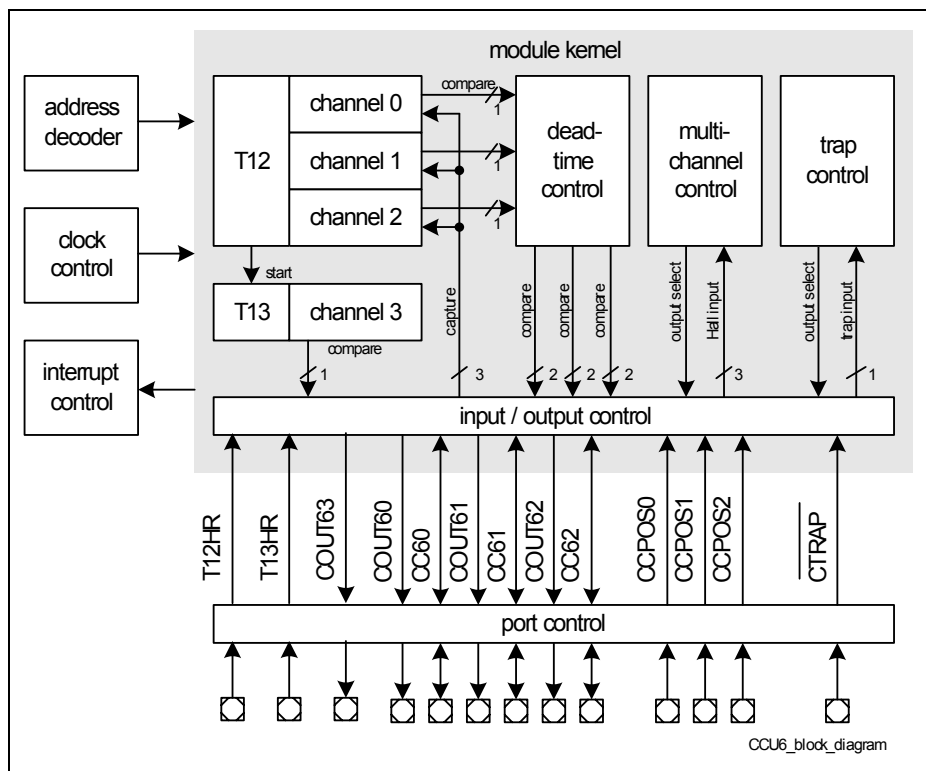 module kernel
address
decoder
clock
control
interrupt
control
T12
channel 0
channel 1
channel 2
compare
1
1
1
dead-
time
control
multi-
channel
control
trap
control
start
T13
channel 3
compare
1
capture
3
compare
2
compare
2
compare
2
output select
Hall input
3
output select
trap input
1
input / output control
T12HR
T13HR
COUT63
COUT60
CC60
COUT61
CC61
COUT62
CC62
CCPOS0
CCPOS1
CCPOS2
CTRAP
port control
CCU6_block_diagram